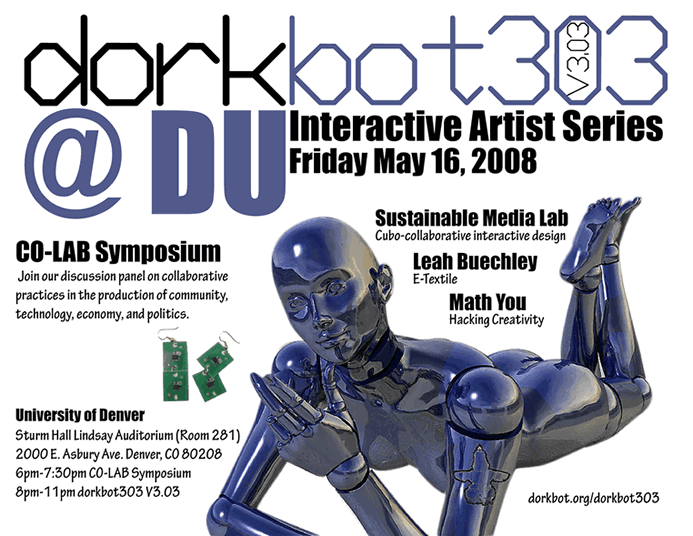 dorkbot303
V3.03
@ DU
Interactive Artist Series
Friday May 16, 2008
Sustainable Media Lab
Cubo-collaborative interactive design
Leah Buechley
E-Textile
Math You
Hacking Creativity
CO-LAB Symposium
Join our discussion panel on collaborative
practices in the production of community,
technology, economy, and politics.
University of Denver
Sturm Hall Lindsay Auditorium (Room 281)
2000 E. Asbury Ave. Denver, CO 80208
6pm-7:30pm CO-LAB Symposium
8pm-11pm dorkbot303 V3.03
dorkbot.org/dorkbot303